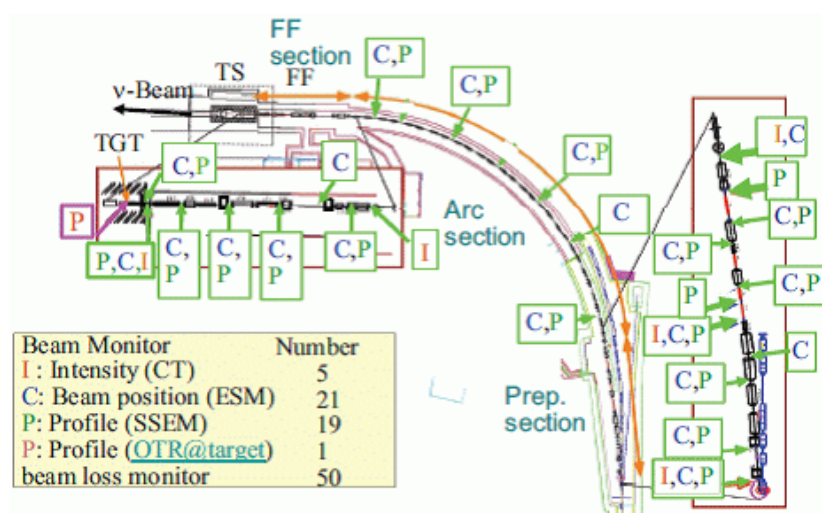 FF
section
C,P
TS
FF
ν-Beam
C,P
TGT
C,P
C
C,P
I,C
P
C,P
P
Arc
section
C
C,P
P,C,I
C,
P
C,
P
C,
P
C,P
I
C,P
P
I,C,P
C,P
C
Prep.
section
C,P
C,P
I,C,P
Beam Monitor Number
I : Intensity (CT) 5
C: Beam position (ESM) 21
P: Profile (SSEM) 19
P: Profile (OTR@target) 1
beam loss monitor 50